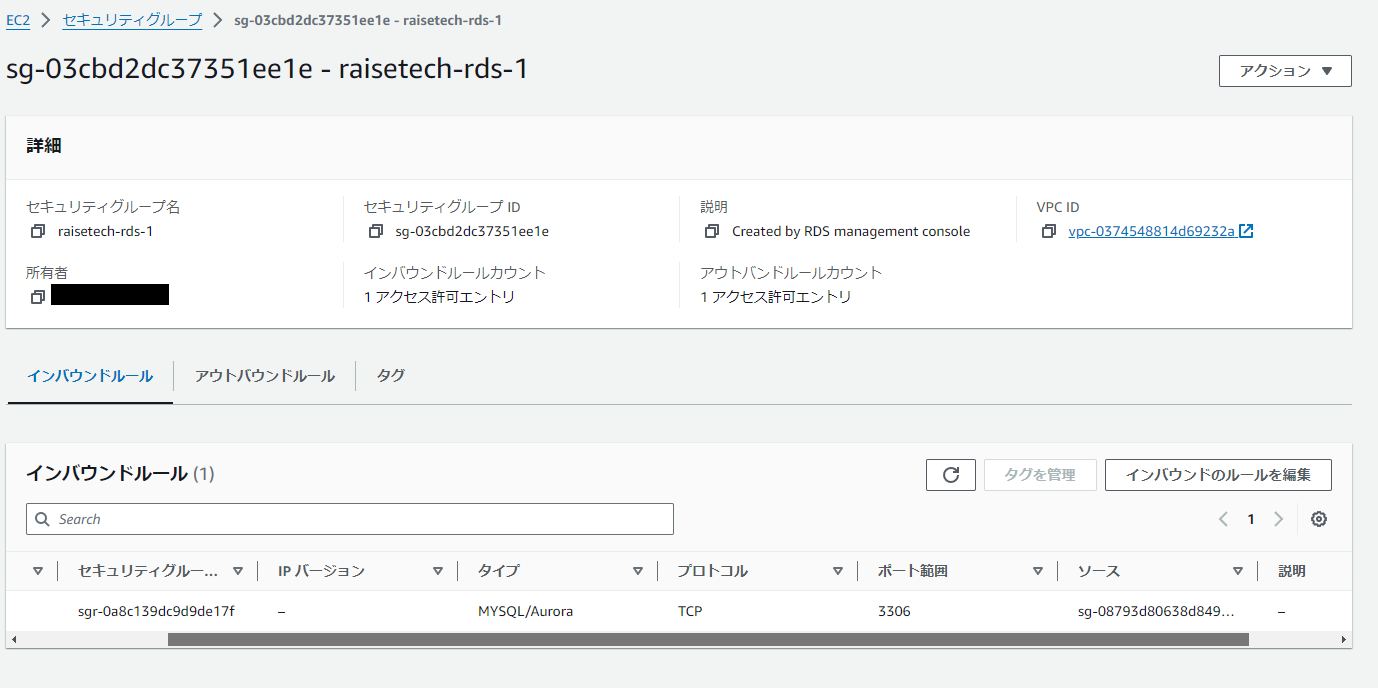 EC2 > セキュリティグループ > sg-03cbd2dc37351ee1e - raisetech-rds-1
sg-03cbd2dc37351ee1e - raisetech-rds-1
アクション ▼
詳細
セキュリティグループ名 セキュリティグループ ID 説明 VPC ID
raisetech-rds-1 sg-03cbd2dc37351ee1e Created by RDS management console vpc-0374548814d69232a
所有者 インバウンドルールカウント アウトバンドルールカウント
1 アクセス許可エントリ 1 アクセス許可エントリ
インバウンドルール アウトバウンドルール タグ
インバウンドルール (1) タグを管理 インバウンドのルールを編集
Search 1
セキュリティグルー... IP バージョン タイプ プロトコル ポート範囲 ソース 説明
sgr-0a8c139dc9d9de17f – MYSQL/Aurora TCP 3306 sg-08793d80638d849... –